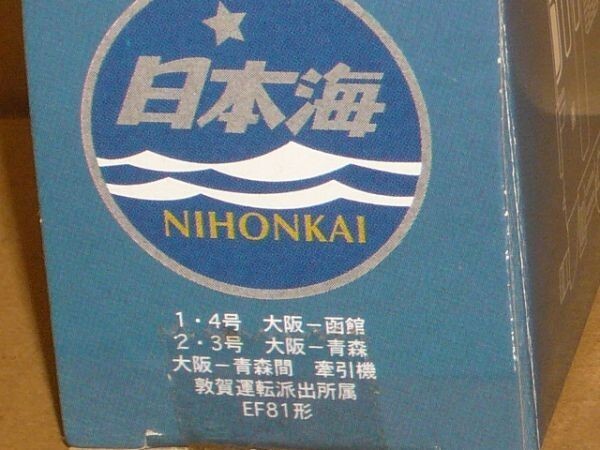 日本海
NIHONKAI
1・4号 大阪－函館
2・3号 大阪－青森
大阪－青森間 牽引機
敦賀運転派出所属
EF81形